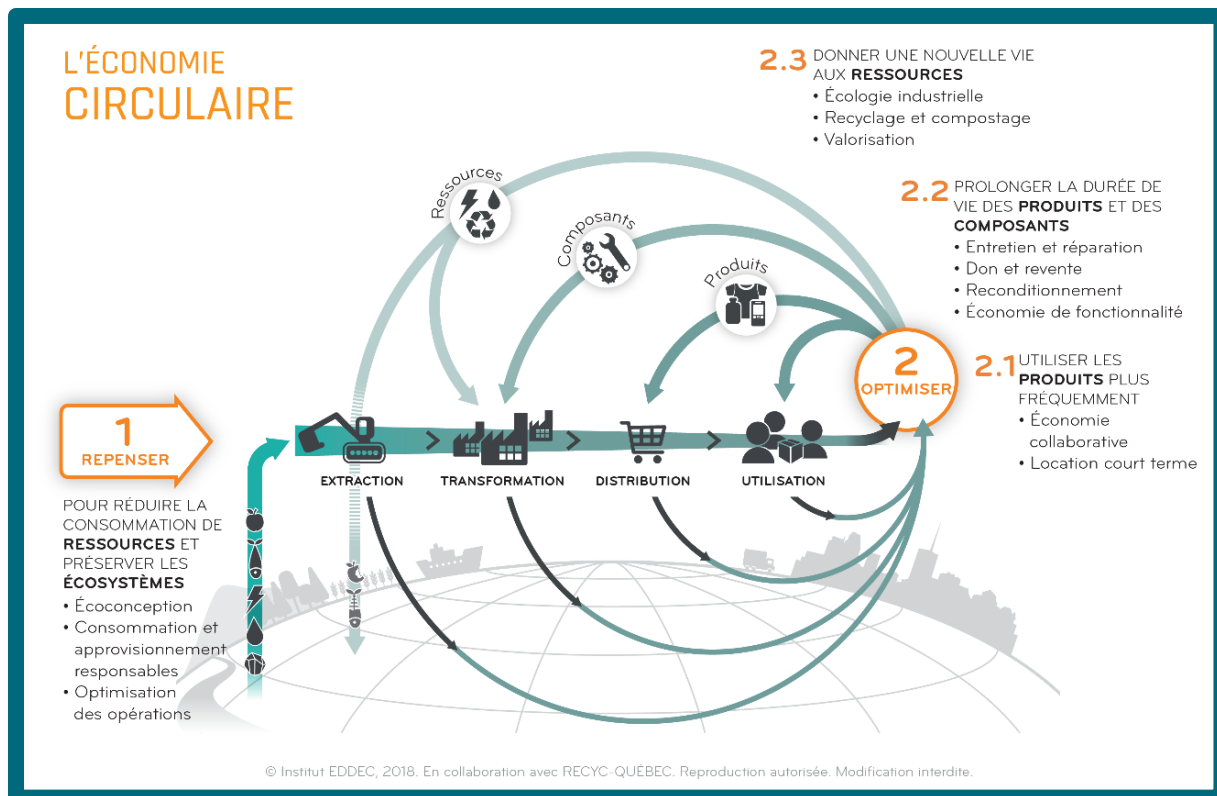 L'ÉCONOMIE
CIRCULAIRE
2.3 DONNER UNE NOUVELLE VIE
AUX RESSOURCES
• Écologie industrielle
• Recyclage et compostage
• Valorisation
2.2 PROLONGER LA DURÉE DE
VIE DES PRODUITS ET DES
COMPOSANTS
• Entretien et réparation
• Don et revente
• Reconditionnement
• Économie de fonctionnalité
2.1 UTILISER LES
PRODUITS PLUS
FRÉQUEMMENT
• Économie
collaborative
• Location court terme
Ressources
Composants
Produits
2
OPTIMISER
1
REPENSER
EXTRACTION
TRANSFORMATION
DISTRIBUTION
UTILISATION
POUR RÉDUIRE LA
CONSOMMATION DE
RESSOURCES ET
PRÉSERVER LES
ÉCOSYSTÈMES
• Écoconception
• Consommation et
approvisionnement
responsables
• Optimisation
des opérations
© Institut EDDEC, 2018. En collaboration avec RECYC-QUÉBEC. Reproduction autorisée. Modification interdite.